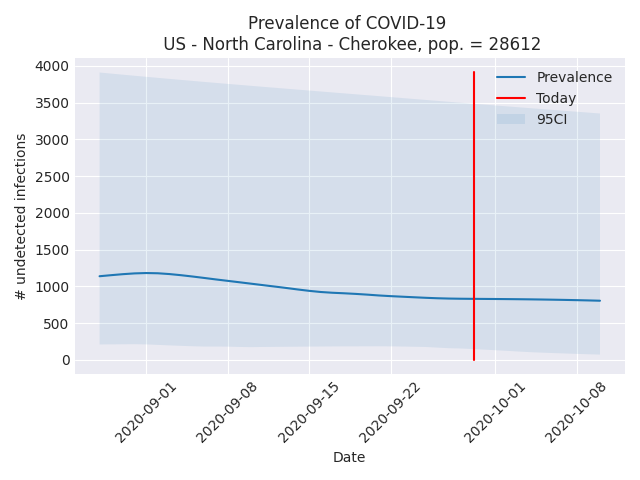 Prevalence of COVID-19
US - North Carolina - Cherokee, pop. = 28612
# undetected infections
4000
3500
3000
2500
2000
1500
1000
500
0
Prevalence
Today
95CI
2020-09-01
2020-09-08
2020-09-15
2020-09-22
2020-10-01
2020-10-08
Date